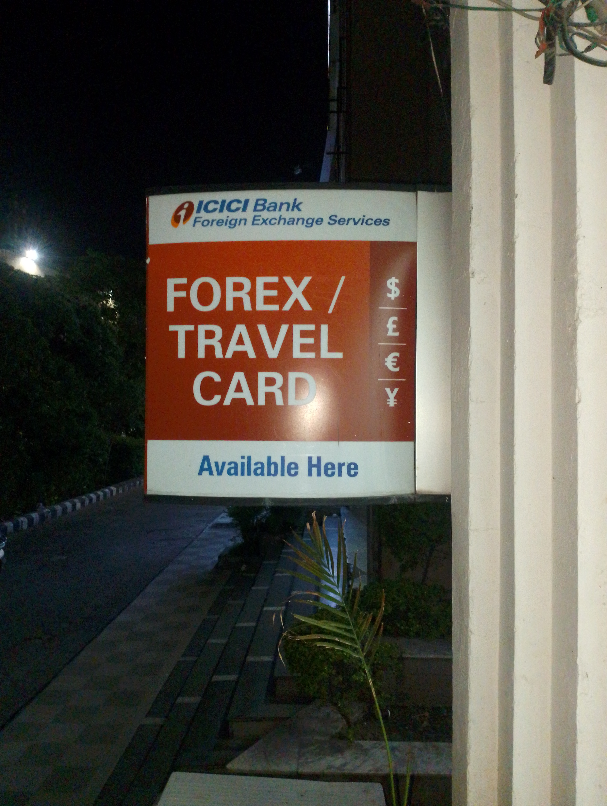 ICICI Bank
Foreign Exchange Services
FOREX /
TRAVEL
CARD
$
£
€
¥
Available Here